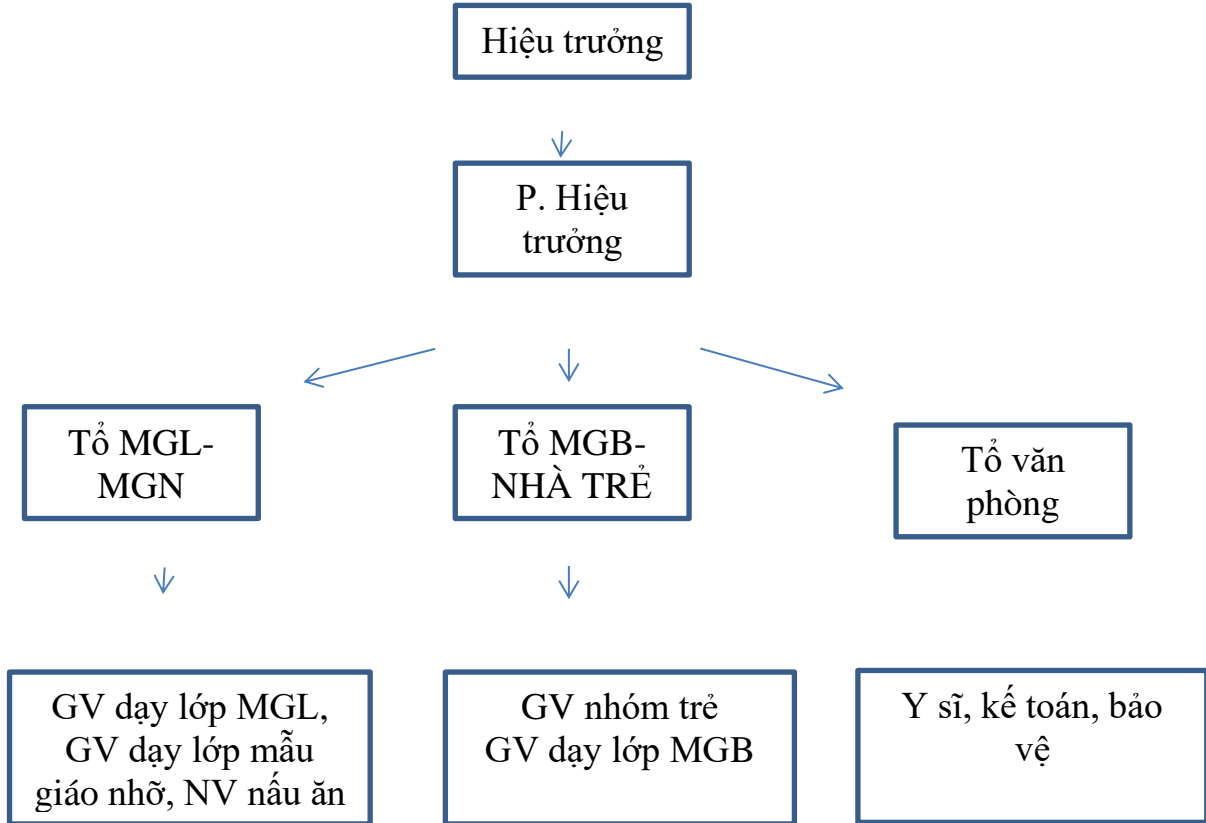 Hiệu trưởng
P. Hiệu
trưởng
Tổ MGL-
MGN
Tổ MGB-
NHÀ TRẺ
Tổ văn
phòng
GV dạy lớp MGL,
GV dạy lớp mẫu
giáo nhỡ, NV nấu ăn
GV nhóm trẻ
GV dạy lớp MGB
Y sĩ, kế toán, bảo
vệ